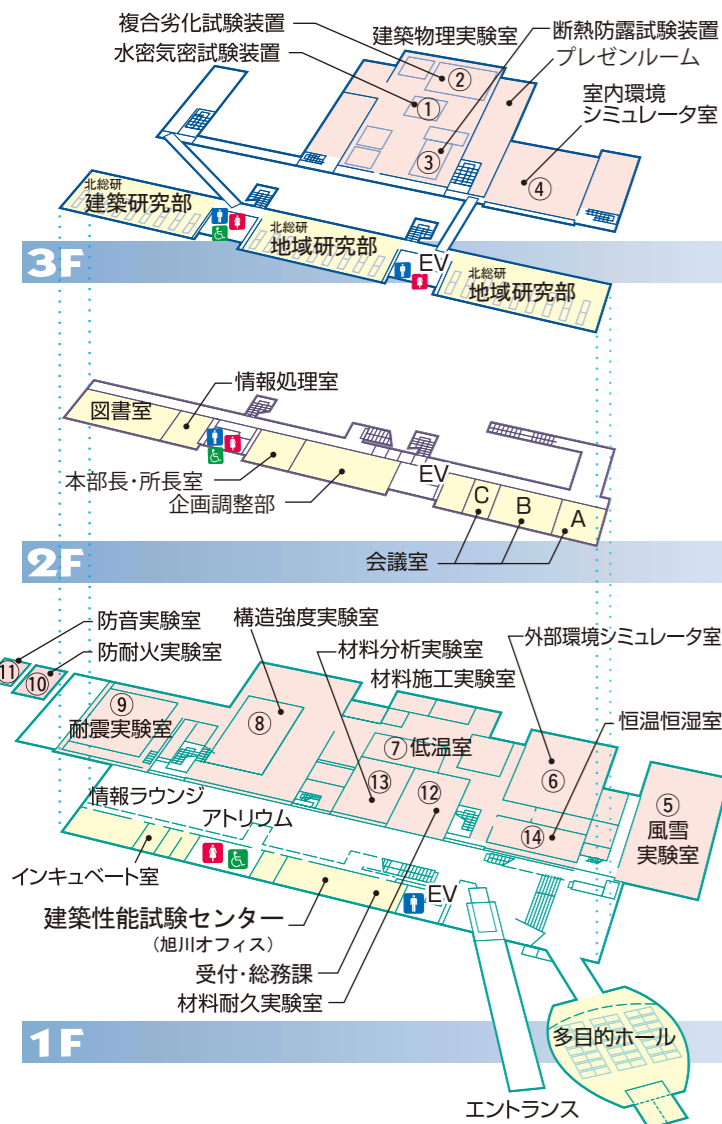 複合劣化試験装置
水密気密試験装置
建築物理実験室
断熱防露試験装置
プレゼンルーム
室内環境
シミュレータ室
②
①
③
④
北総研
建築研究部
北総研
地域研究部
EV
北総研
地域研究部
3F
情報処理室
図書室
本部長・所長室
企画調整部
EV
C
B
A
会議室
2F
防音実験室
防耐火実験室
構造強度実験室
材料分析実験室
材料施工実験室
外部環境シミュレータ室
恒温恒湿室
⑪
⑩
⑨
耐震実験室
⑧
⑦低温室
⑬
⑫
⑥
⑭
⑤
風雪
実験室
情報ラウンジ
アトリウム
インキュベート室
EV
建築性能試験センター
(旭川オフィス)
受付・総務課
材料耐久実験室
1F
多目的ホール
エントランス